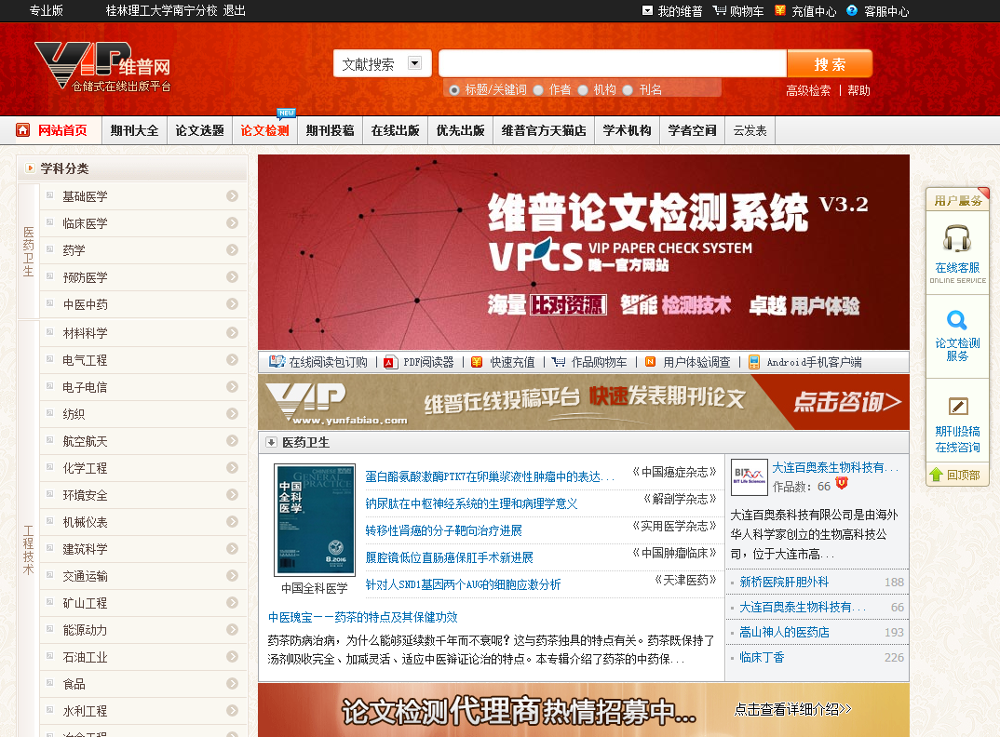 专业版 桂林理工大学南宁分校 退出 我的维普 购物车 充值中心 客服中心
VIP 维普网
仓储式在线出版平台
文献搜索 搜 索
标题/关键词 作者 机构 刊名 高级检索 | 帮助
NEW
网站首页 期刊大全 论文选题 论文检测 期刊投稿 在线出版 优先出版 维普官方天猫店 学术机构 学者空间 云发表
学科分类
医药卫生
基础医学
临床医学
药学
预防医学
中医中药
工程技术
材料科学
电气工程
电子电信
纺织
航空航天
化学工程
环境安全
机械仪表
建筑科学
交通运输
矿山工程
能源动力
石油工业
食品
水利工程
冶金工程
维普论文检测系统 V3.2
VPCS VIP PAPER CHECK SYSTEM
唯一官方网站
海量 比对资源 智能 检测技术 卓越 用户体验
在线阅读包订购 | PDF阅读器 | 快速充值 | 作品购物车 | 用户体验调查 | Android手机客户端
VIP
www.yunfabiao.com
维普在线投稿平台 快速发表期刊论文
点击咨询>
医药卫生
CHINESE
GENERAL
PRACTICE
中国
全科
医学
8.2016
中国全科医学
蛋白酪氨酸激酶PTK7在卵巢浆液性肿瘤中的表达... 《中国癌症杂志》
钠尿肽在中枢神经系统的生理和病理学意义 《解剖学杂志》
转移性肾癌的分子靶向治疗进展 《实用医学杂志》
腹腔镜低位直肠癌保肛手术新进展 《中国肿瘤临床》
针对人SND1基因两个AUG的细胞应激分析 《天津医药》
中医瑰宝——药茶的特点及其保健功效
药茶防病治病，为什么能够延续数千年而不衰呢？这与药茶独具的特点有关。药茶既保持了
汤剂吸收完全、加减灵活、适应中医辩证论治的特点。本专辑介绍了药茶的中药保...
BIT Life Sciences
大连百奥泰生物科技有...
作品数：66
大连百奥泰科技有限公司是由海外
华人科学家创立的生物高科技公
司，位于大连市高...
新桥医院肝胆外科 188
大连百奥泰生物科技有... 66
嵩山神人的医药店 193
临床丁香 226
论文检测代理商热情招募中...
点击查看详细介绍>>
用户服务
在线客服
ONLINE SERVICE
论文检测
服务
期刊投稿
在线咨询
回顶部